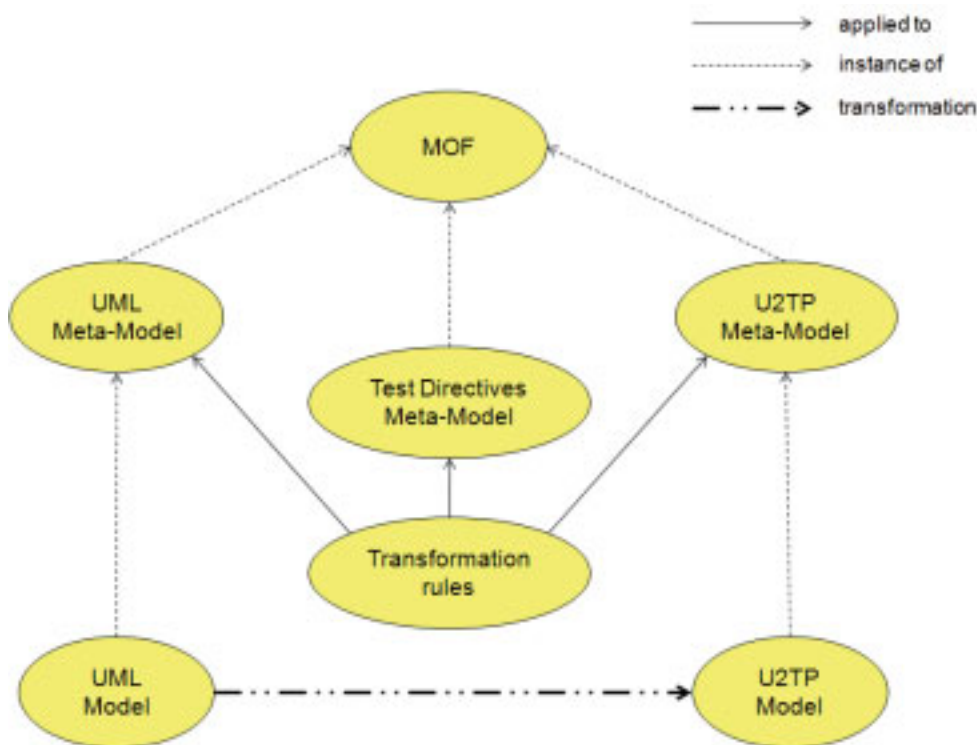 applied to
instance of
transformation
MOF
UML
Meta-Model
U2TP
Meta-Model
Test Directives
Meta-Model
Transformation
rules
UML
Model
U2TP
Model